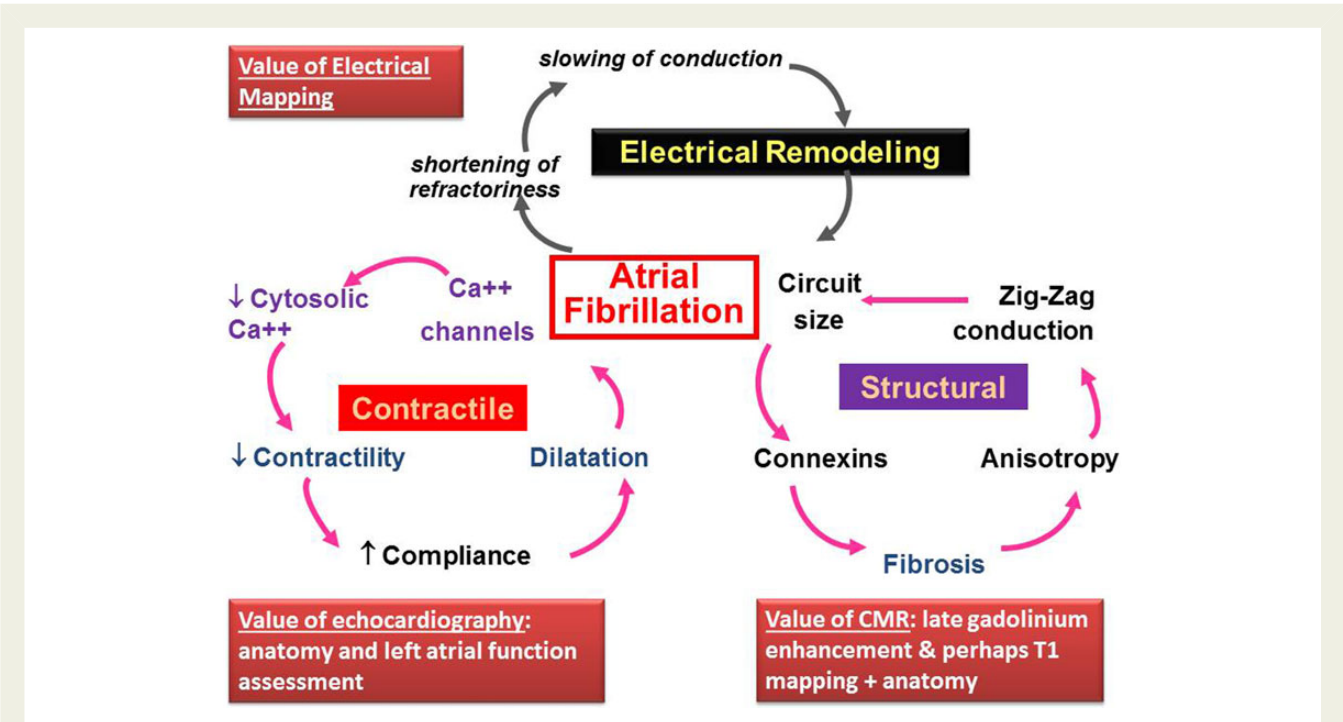 Value of Electrical
Mapping
slowing of conduction
Electrical Remodeling
shortening of
refractoriness
Atrial
Fibrillation
↓ Cytosolic
Ca++
Ca++
channels
Contractile
↓ Contractility
Dilatation
↑ Compliance
Circuit
size
Zig-Zag
conduction
Structural
Connexins
Anisotropy
Fibrosis
Value of echocardiography:
anatomy and left atrial function
assessment
Value of CMR: late gadolinium
enhancement & perhaps T1
mapping + anatomy